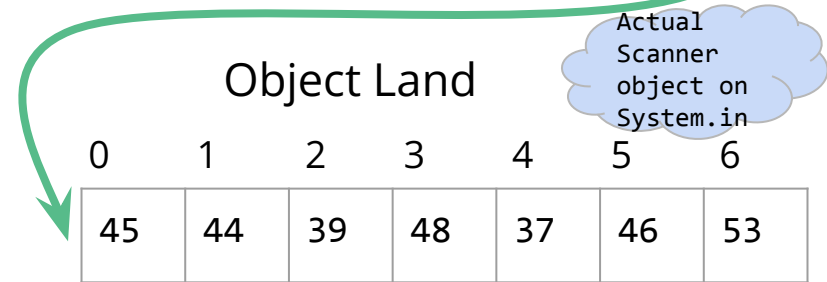 Actual
Scanner
object on
System.in
Object Land
0 1 2 3 4 5 6
45 44 39 48 37 46 53